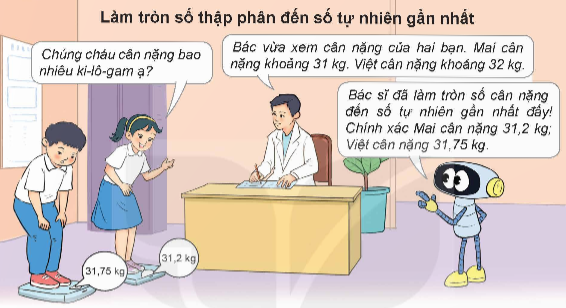 Làm tròn số thập phân đến số tự nhiên gần nhất
Chúng cháu cân nặng bao
nhiêu ki-lô-gam ạ?
Bác vừa xem cân nặng của hai bạn. Mai cân
nặng khoảng 31 kg. Việt cân nặng khoảng 32 kg.
Bác sĩ đã làm tròn số cân nặng
đến số tự nhiên gần nhất đấy!
Chính xác Mai cân nặng 31,2 kg;
Việt cân nặng 31,75 kg.
31,75 kg
31,2 kg